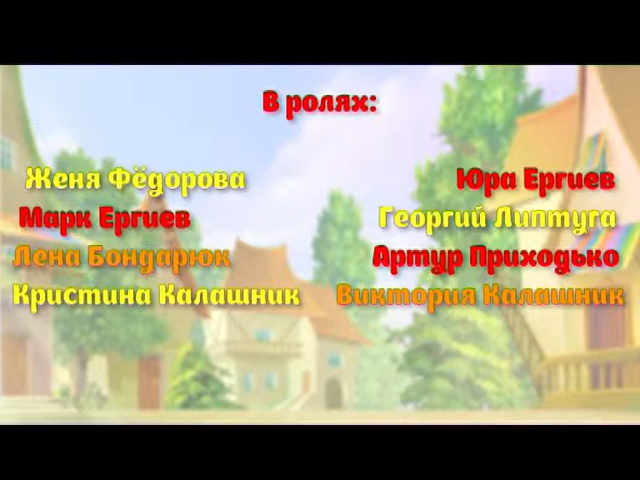 В ролях:
Женя Фёдорова
Юра Ергиев
Марк Ергиев
Георгий Липтуга
Лена Бондарюк
Артур Приходько
Кристина Калашник
Виктория Калашник